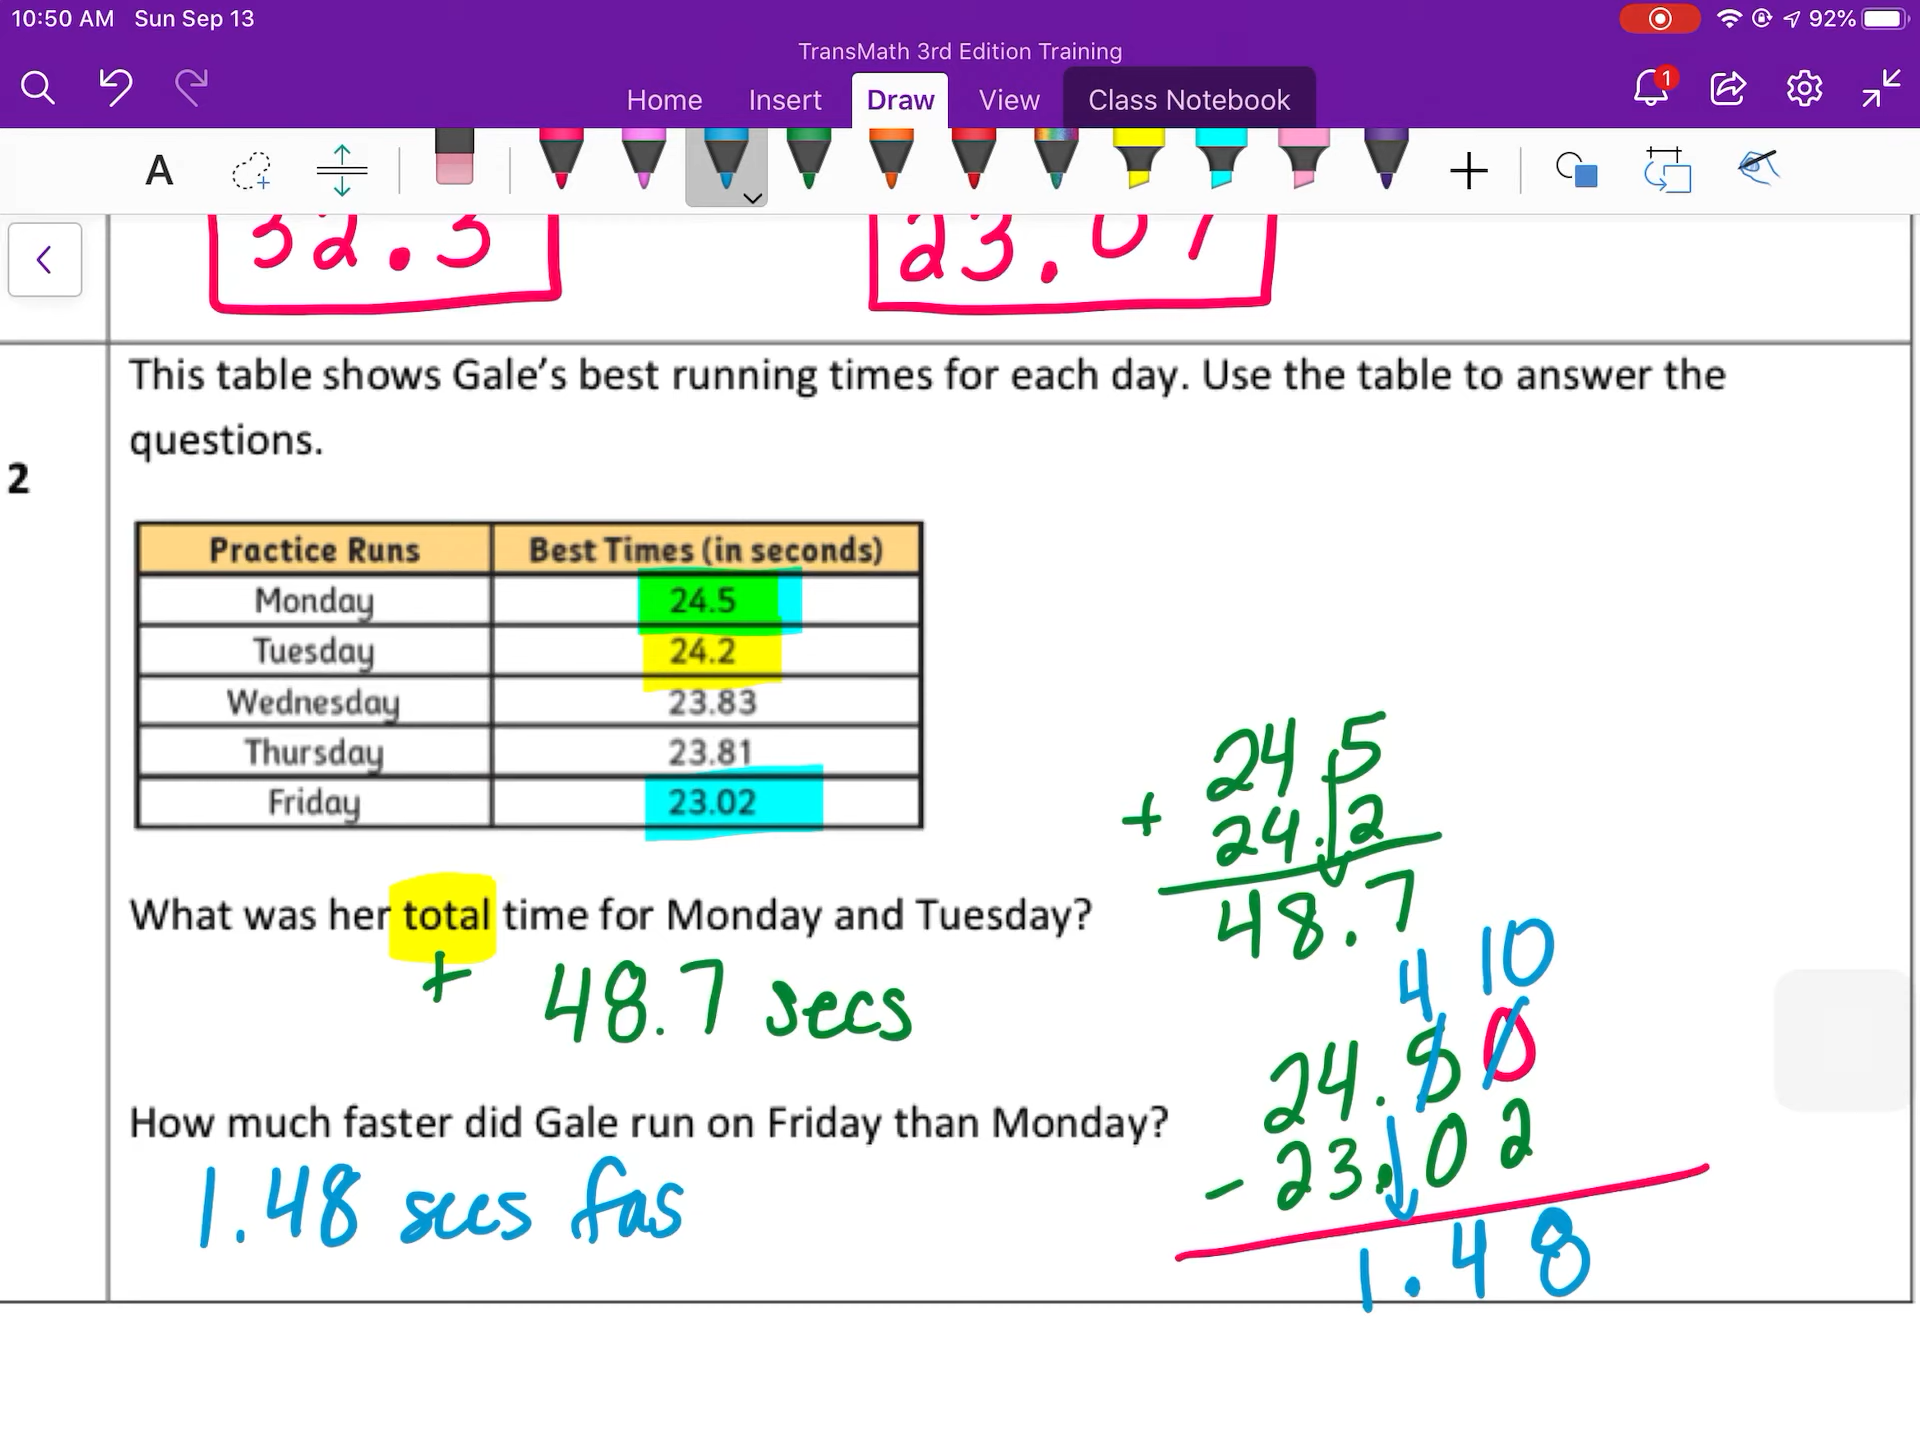 10:50 AM Sun Sep 13
92%
TransMath 3rd Edition Training
1
Home Insert Draw View Class Notebook
A
32.3
2
This table shows Gale's best running times for each day. Use the table to answer the
questions.
Practice Runs Best Times (in seconds)
Monday 24.5
Tuesday 24.2
Wednesday 23.83
Thursday 23.81
Friday 23.02
24.5
+ 24.2
48.7
What was her total time for Monday and Tuesday?
+ 48.7 secs
4 10
24.50
- 23.02
1.48
How much faster did Gale run on Friday than Monday?
1.48 secs fas